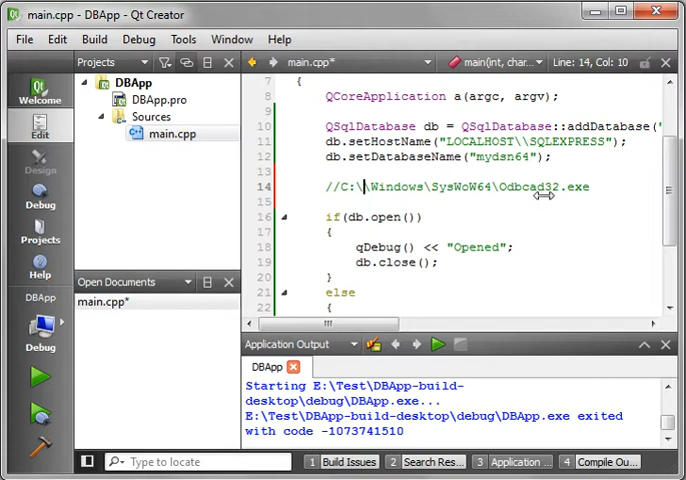 main.cpp - DBApp - Qt Creator
File Edit Build Debug Tools Window Help
Projects
main.cpp*
main(int, char...
Line: 14, Col: 10
Welcome
Edit
Debug
Projects
Help
DBApp
Debug
DBApp
DBApp.pro
Sources
main.cpp
Open Documents
main.cpp*
7 {
8 QCoreApplication a(argc, argv);
9
10 QSqlDatabase db = QSqlDatabase::addDatabase("
11 db.setHostName("LOCALHOST\\SQLEXPRESS");
12 db.setDatabaseName("mydsn64");
13
14 //C:\\Windows\SysWoW64\Odbcad32.exe
15
16 if(db.open())
17 {
18 qDebug() << "Opened";
19 db.close();
20 }
21 else
22 {
Application Output
DBApp
Starting E:\Test\DBApp-build-
desktop\debug\DBApp.exe...
E:\Test\DBApp-build-desktop\debug\DBApp.exe exited
with code -1073741510
Type to locate
1 Build Issues
2 Search Res...
3 Application ...
4 Compile Ou...